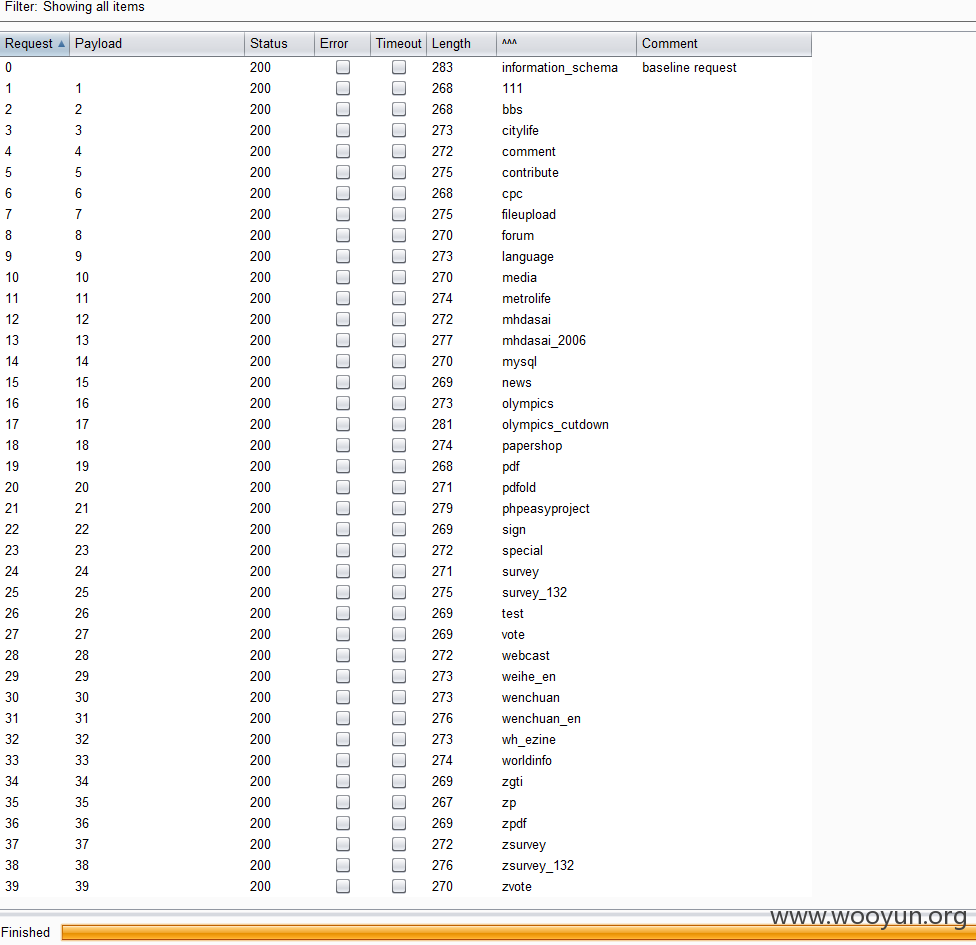 Filter: Showing all items
Request Payload Status Error Timeout Length ^^^ Comment
0 200 283 information_schema baseline request
1 1 200 268 111
2 2 200 268 bbs
3 3 200 273 citylife
4 4 200 272 comment
5 5 200 275 contribute
6 6 200 268 cpc
7 7 200 275 fileupload
8 8 200 270 forum
9 9 200 273 language
10 10 200 270 media
11 11 200 274 metrolife
12 12 200 272 mhdasai
13 13 200 277 mhdasai_2006
14 14 200 270 mysql
15 15 200 269 news
16 16 200 273 olympics
17 17 200 281 olympics_cutdown
18 18 200 274 papershop
19 19 200 268 pdf
20 20 200 271 pdfold
21 21 200 279 phpeasyproject
22 22 200 269 sign
23 23 200 272 special
24 24 200 271 survey
25 25 200 275 survey_132
26 26 200 269 test
27 27 200 269 vote
28 28 200 272 webcast
29 29 200 273 weihe_en
30 30 200 273 wenchuan
31 31 200 276 wenchuan_en
32 32 200 273 wh_ezine
33 33 200 274 worldinfo
34 34 200 269 zgti
35 35 200 267 zp
36 36 200 269 zpdf
37 37 200 272 zsurvey
38 38 200 276 zsurvey_132
39 39 200 270 zvote
www.wooyun.org
Finished